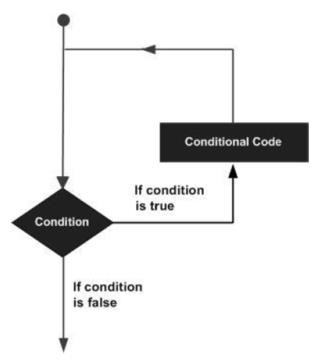 Conditional Code
If condition
is true
Condition
If condition
is false